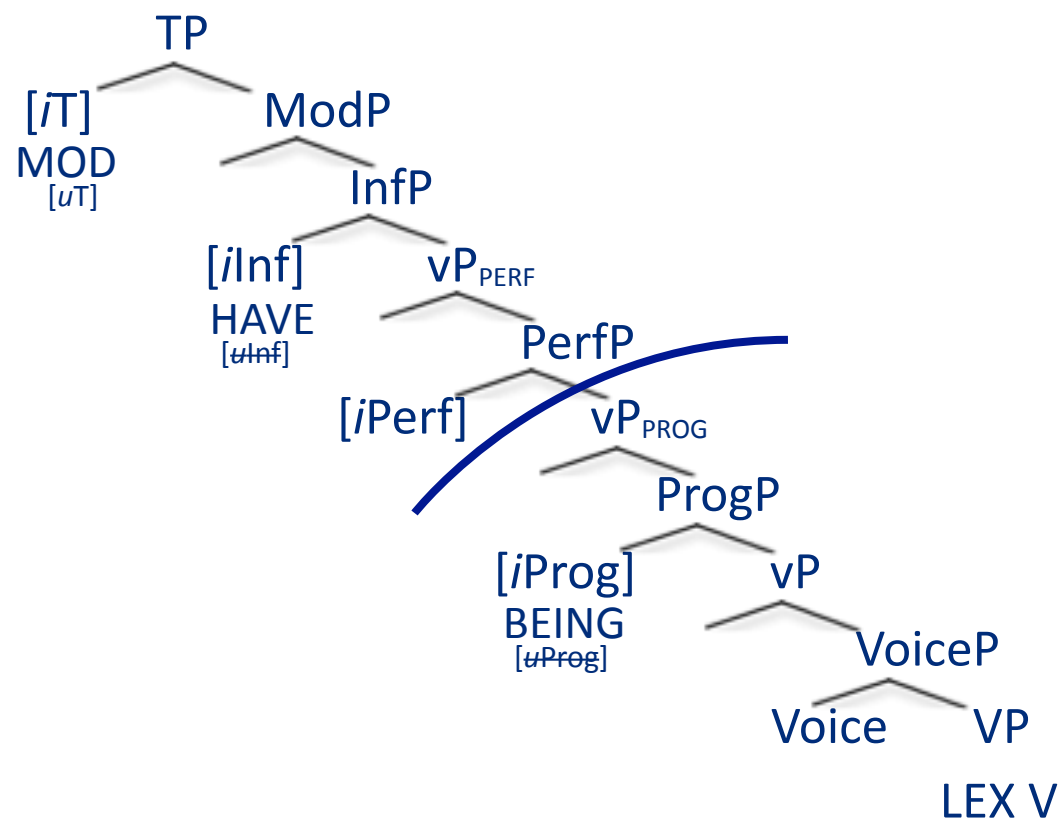 TP
[iT] ModP
MOD
[uT]
InfP
[iInf] vPPERF
HAVE
[uInf]
PerfP
[iPerf] vPPROG
ProgP
[iProg] vP
BEING
[uProg]
VoiceP
Voice VP
LEX V